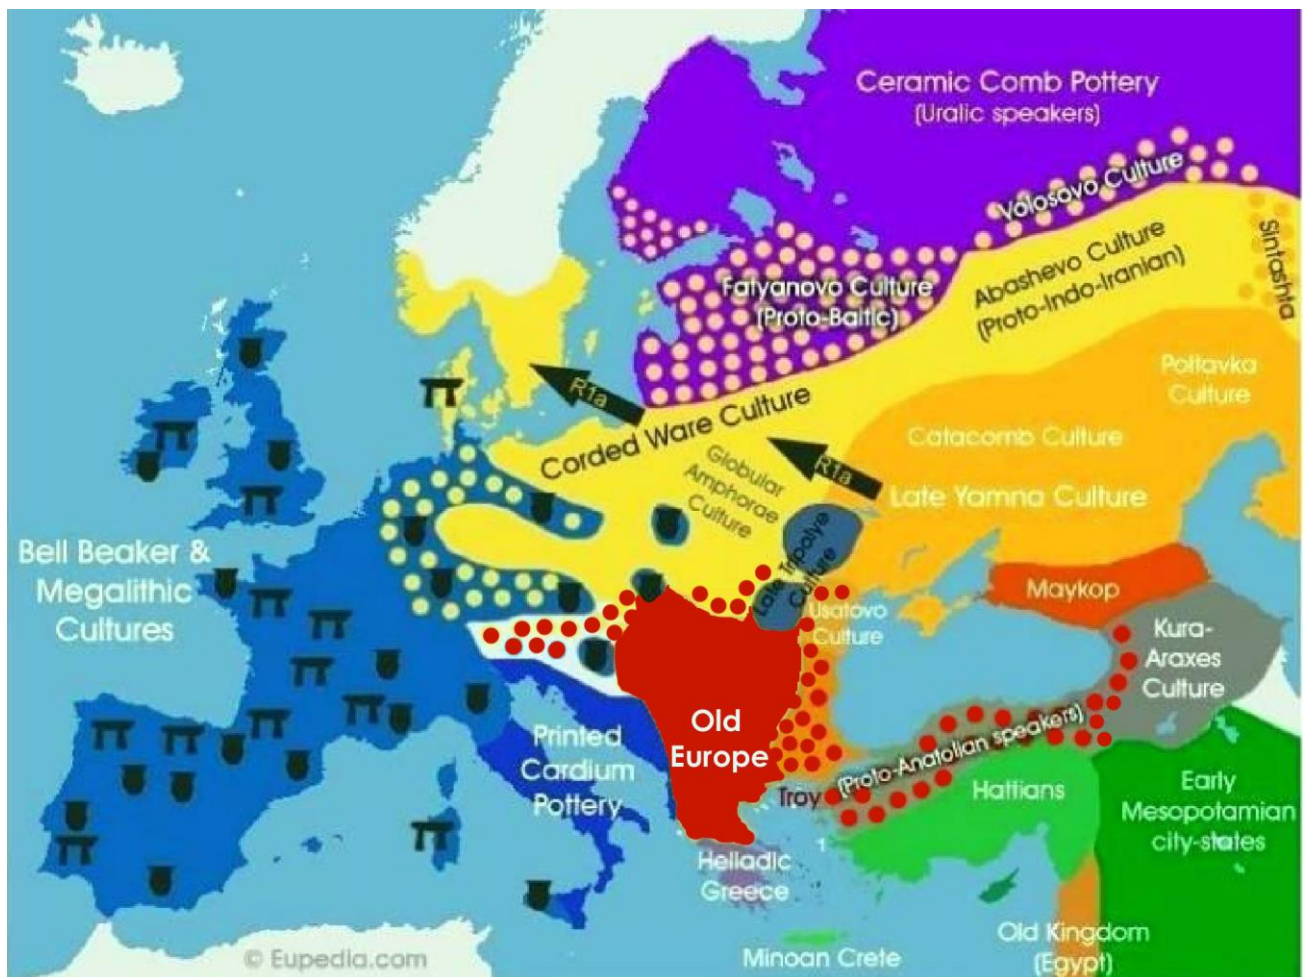 Ceramic Comb Pottery
(Uralic speakers)
Volosovo Culture
Sintashta
Abashevo Culture
(Proto-Indo-Iranian)
Fatyanovo Culture
(Proto-Baltic)
Poltavka
Culture
R1a
Corded Ware Culture
Catacomb Culture
Globular
Amphorae
Culture
R1a
Late Yamna Culture
Bell Beaker &
Megalithic
Cultures
Late Tripolye
Culture
Maykop
Usatovo
Culture
Kura-
Araxes
Culture
Old
Europe
Printed
Cardium
Pottery
(Proto-Anatolian speakers)
Troy
Hattians
Early
Mesopotamian
city-states
1
Helladic
Greece
Old Kingdom
(Egypt)
Minoan Crete
© Eupedia.com